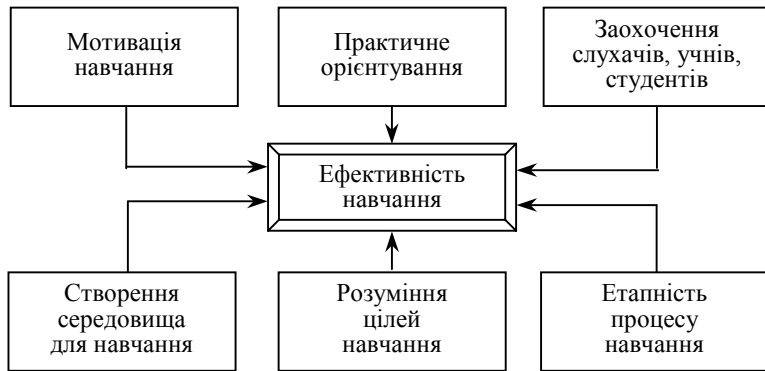 Мотивація
навчання
Практичне
орієнтування
Заохочення
слухачів, учнів,
студентів
Ефективність
навчання
Створення
середовища
для навчання
Розуміння
цілей
навчання
Етапність
процесу
навчання